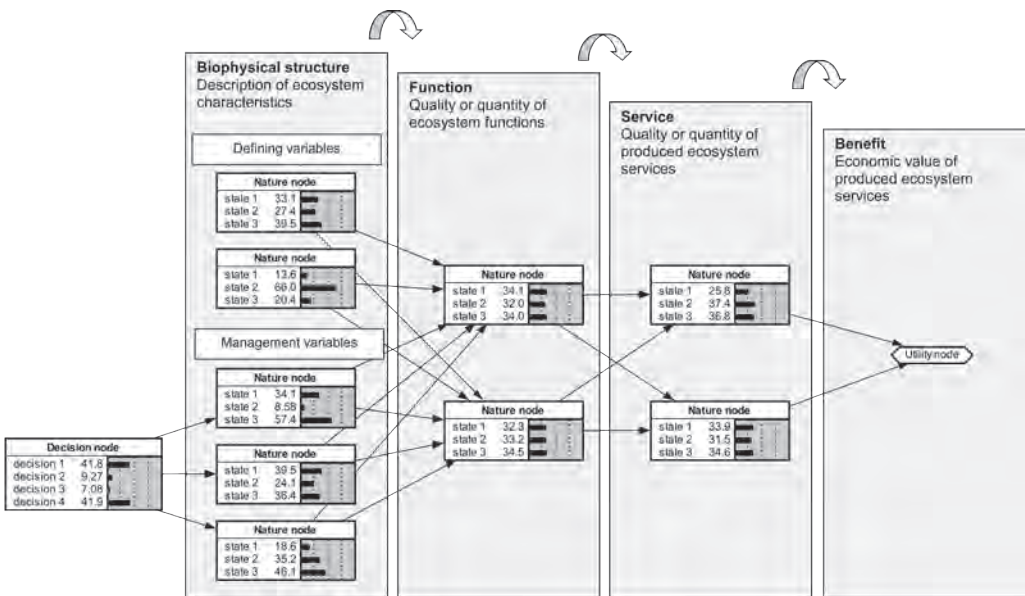 Biophysical structure
Description of ecosystem
characteristics
Defining variables
Nature node
state 1 33.1
state 2 27.4
state 3 39.5
Nature node
state 1 13.6
state 2 66.0
state 3 20.4
Management variables
Nature node
state 1 34.1
state 2 8.58
state 3 57.4
Nature node
state 1 39.5
state 2 24.1
state 3 36.4
Nature node
state 1 18.6
state 2 35.2
state 3 46.1
Decision node
decision 1 41.8
decision 2 9.27
decision 3 7.08
decision 4 41.9
Function
Quality or quantity of
ecosystem functions
Nature node
state 1 34.1
state 2 32.0
state 3 34.0
Nature node
state 1 32.3
state 2 33.2
state 3 34.5
Service
Quality or quantity of
produced ecosystem
services
Nature node
state 1 25.8
state 2 37.4
state 3 36.8
Nature node
state 1 33.9
state 2 31.5
state 3 34.6
Benefit
Economic value of
produced ecosystem
services
Utility node